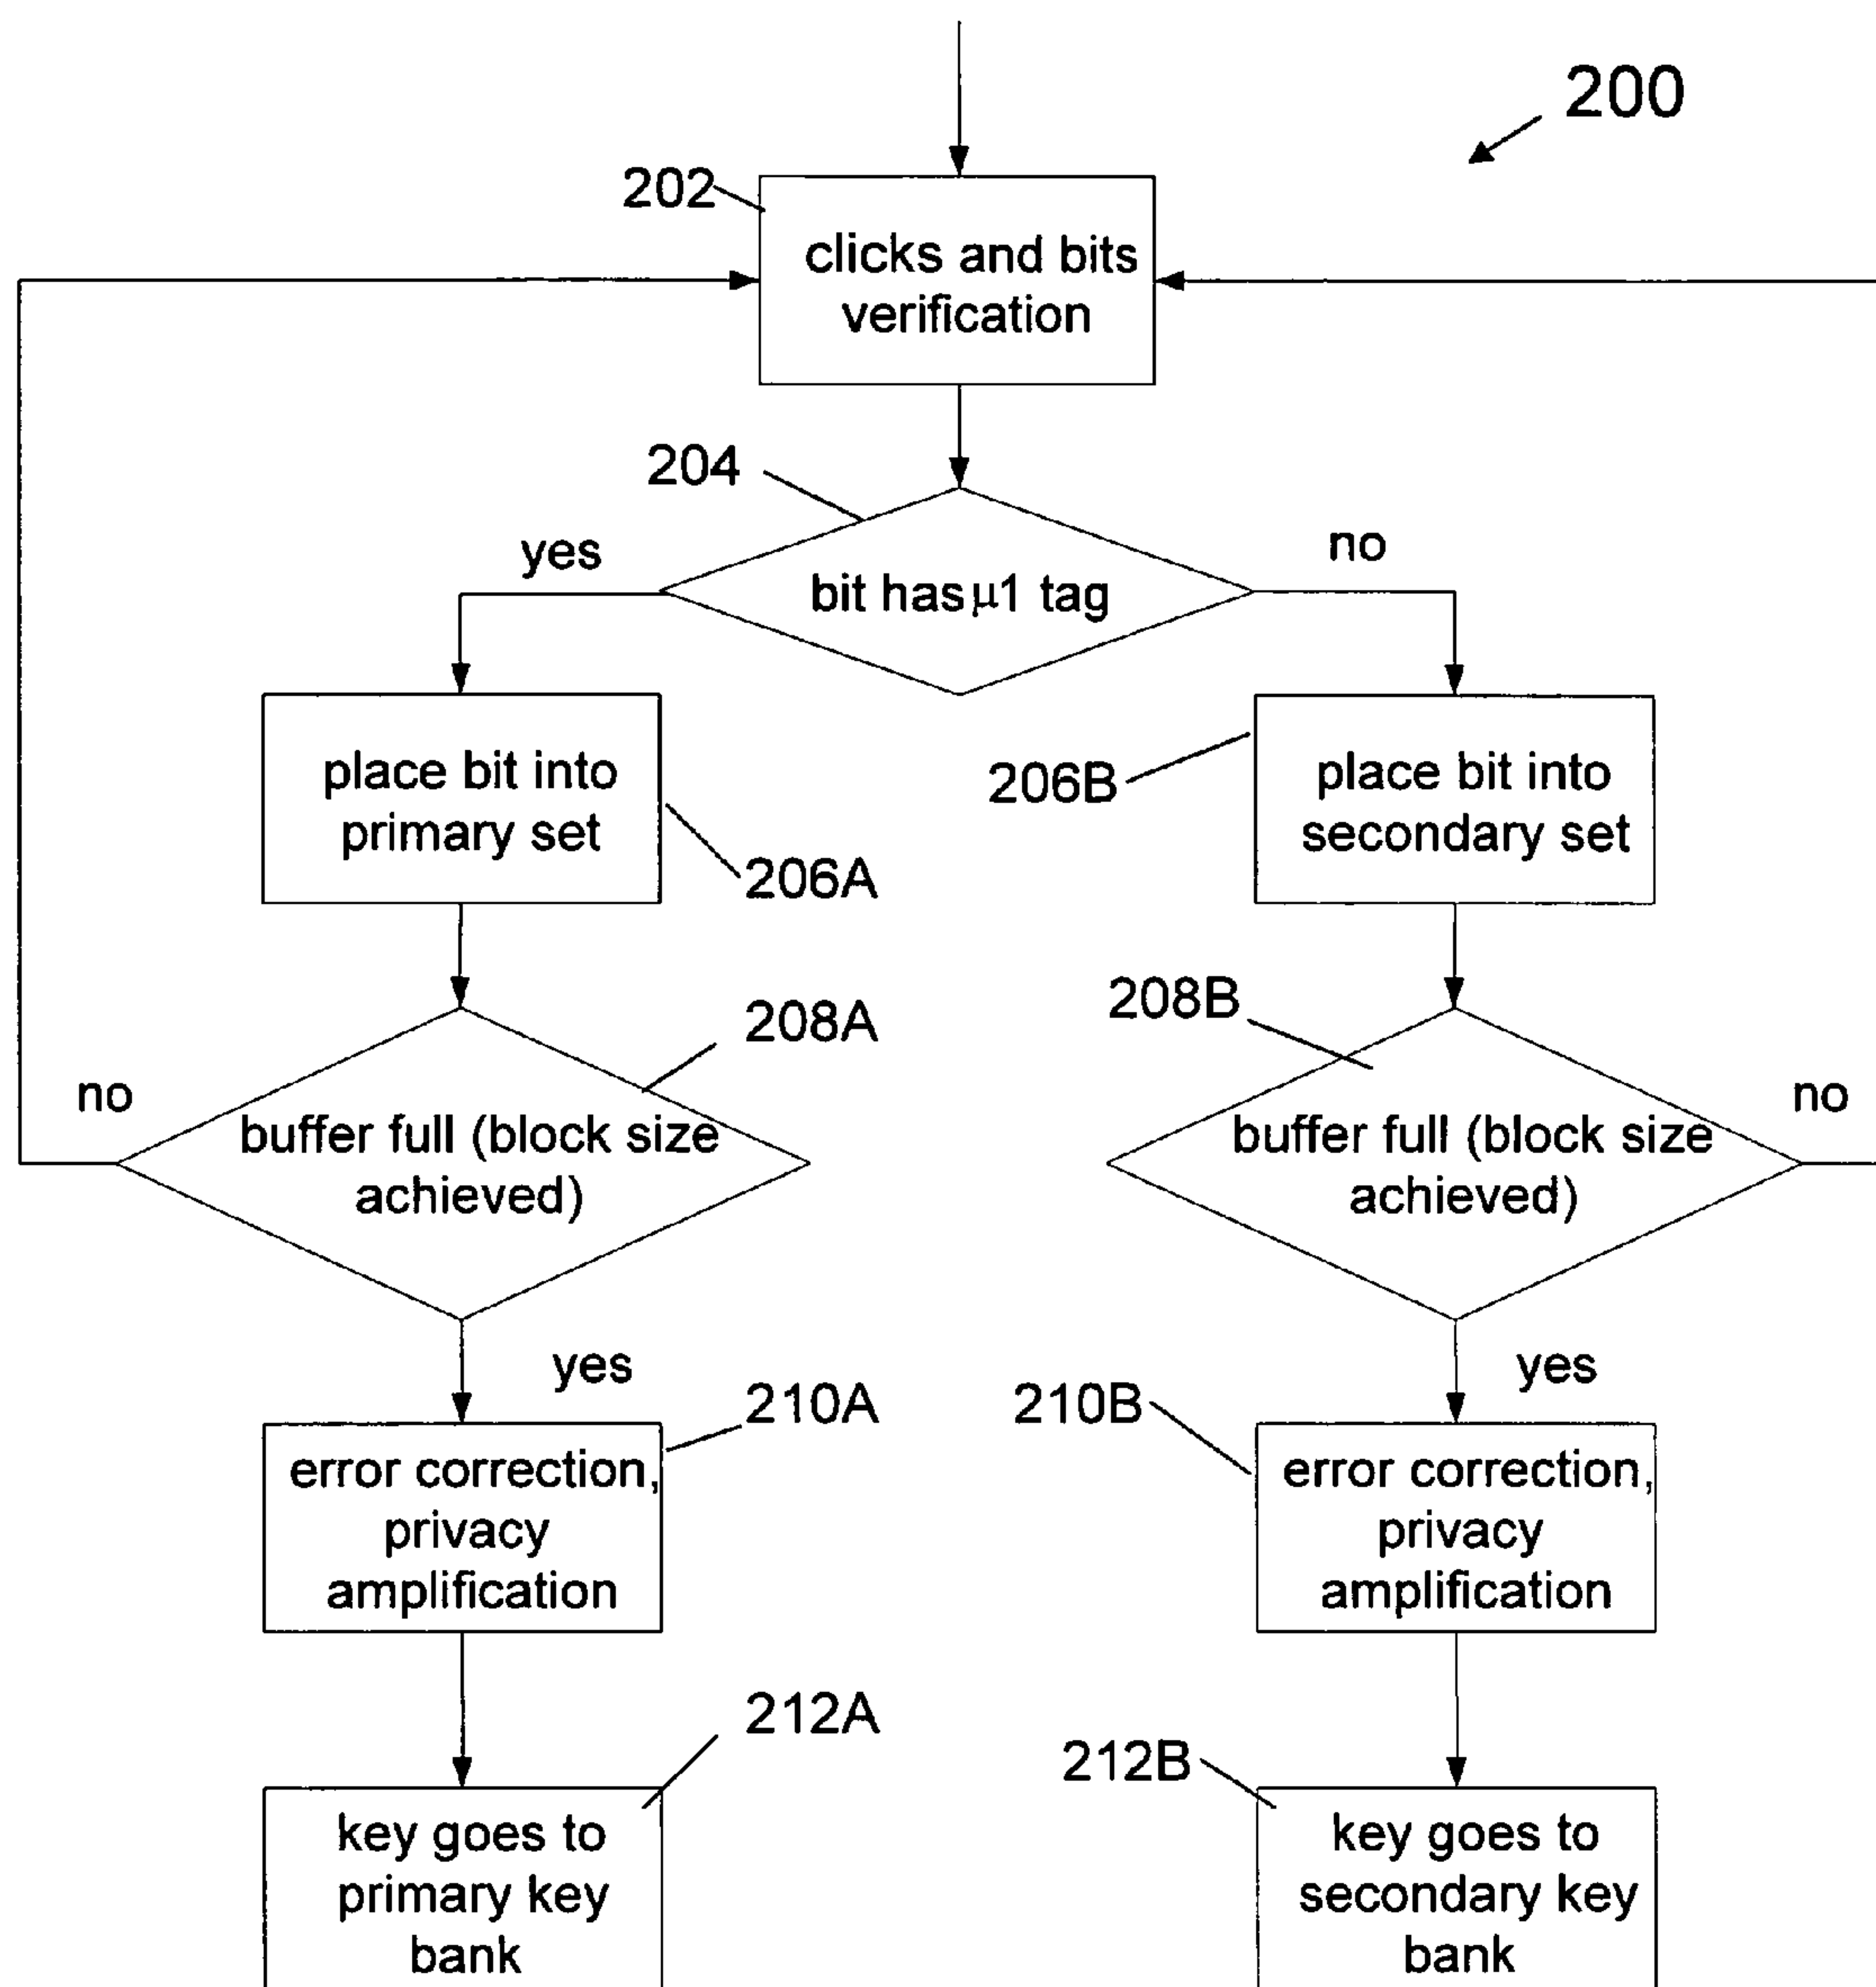 200
202
clicks and bits
verification
204
yes
no
bit has μ1 tag
place bit into
primary set
206A
206B
place bit into
secondary set
208A
208B
no
buffer full (block size
achieved)
buffer full (block size
achieved)
no
yes
yes
210A
210B
error correction,
privacy
amplification
error correction,
privacy
amplification
212A
212B
key goes to
primary key
bank
key goes to
secondary key
bank